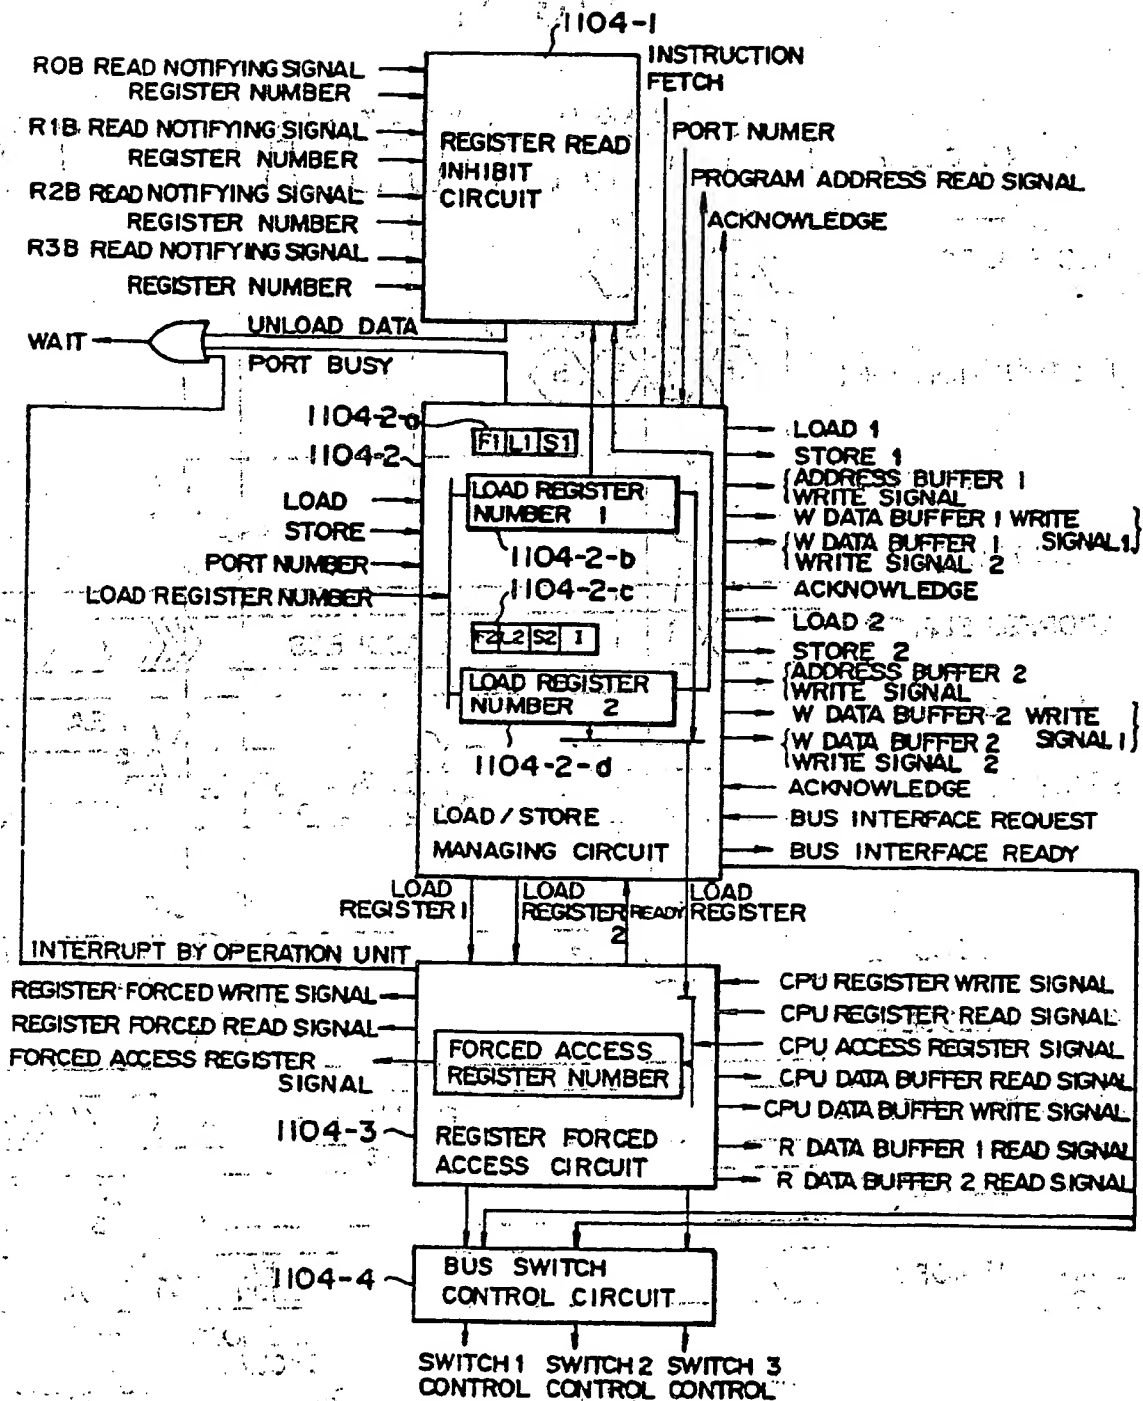 1104-1
ROB READ NOTIFYING SIGNAL
REGISTER NUMBER
R1B READ NOTIFYING SIGNAL
REGISTER NUMBER
R2B READ NOTIFYING SIGNAL
REGISTER NUMBER
R3B READ NOTIFYING SIGNAL
REGISTER NUMBER
REGISTER READ
INHIBIT
CIRCUIT
INSTRUCTION
FETCH
PORT NUMER
PROGRAM ADDRESS READ SIGNAL
ACKNOWLEDGE
WAIT
UNLOAD DATA
PORT BUSY
1104-2-a
F1 L1 S1
1104-2
LOAD
STORE
PORT NUMBER
LOAD REGISTER NUMBER
LOAD REGISTER
NUMBER 1
1104-2-b
1104-2-c
F2 L2 S2 I
LOAD REGISTER
NUMBER 2
1104-2-d
LOAD/STORE
MANAGING CIRCUIT
LOAD 1
STORE 1
ADDRESS BUFFER 1
WRITE SIGNAL
W DATA BUFFER 1 WRITE
SIGNAL 1
W DATA BUFFER 1
WRITE SIGNAL 2
ACKNOWLEDGE
LOAD 2
STORE 2
ADDRESS BUFFER 2
WRITE SIGNAL
W DATA BUFFER 2 WRITE
SIGNAL 1
W DATA BUFFER 2
WRITE SIGNAL 2
ACKNOWLEDGE
BUS INTERFACE REQUEST
BUS INTERFACE READY
LOAD
REGISTER 1
LOAD
REGISTER
2
READY
LOAD
REGISTER
INTERRUPT BY OPERATION UNIT
REGISTER FORCED WRITE SIGNAL
REGISTER FORCED READ SIGNAL
FORCED ACCESS REGISTER
SIGNAL
FORCED ACCESS
REGISTER NUMBER
1104-3
REGISTER FORCED
ACCESS CIRCUIT
CPU REGISTER WRITE SIGNAL
CPU REGISTER READ SIGNAL
CPU ACCESS REGISTER SIGNAL
CPU DATA BUFFER READ SIGNAL
CPU DATA BUFFER WRITE SIGNAL
R DATA BUFFER 1 READ SIGNAL
R DATA BUFFER 2 READ SIGNAL
1104-4
BUS SWITCH
CONTROL CIRCUIT
SWITCH 1
CONTROL
SWITCH 2
CONTROL
SWITCH 3
CONTROL